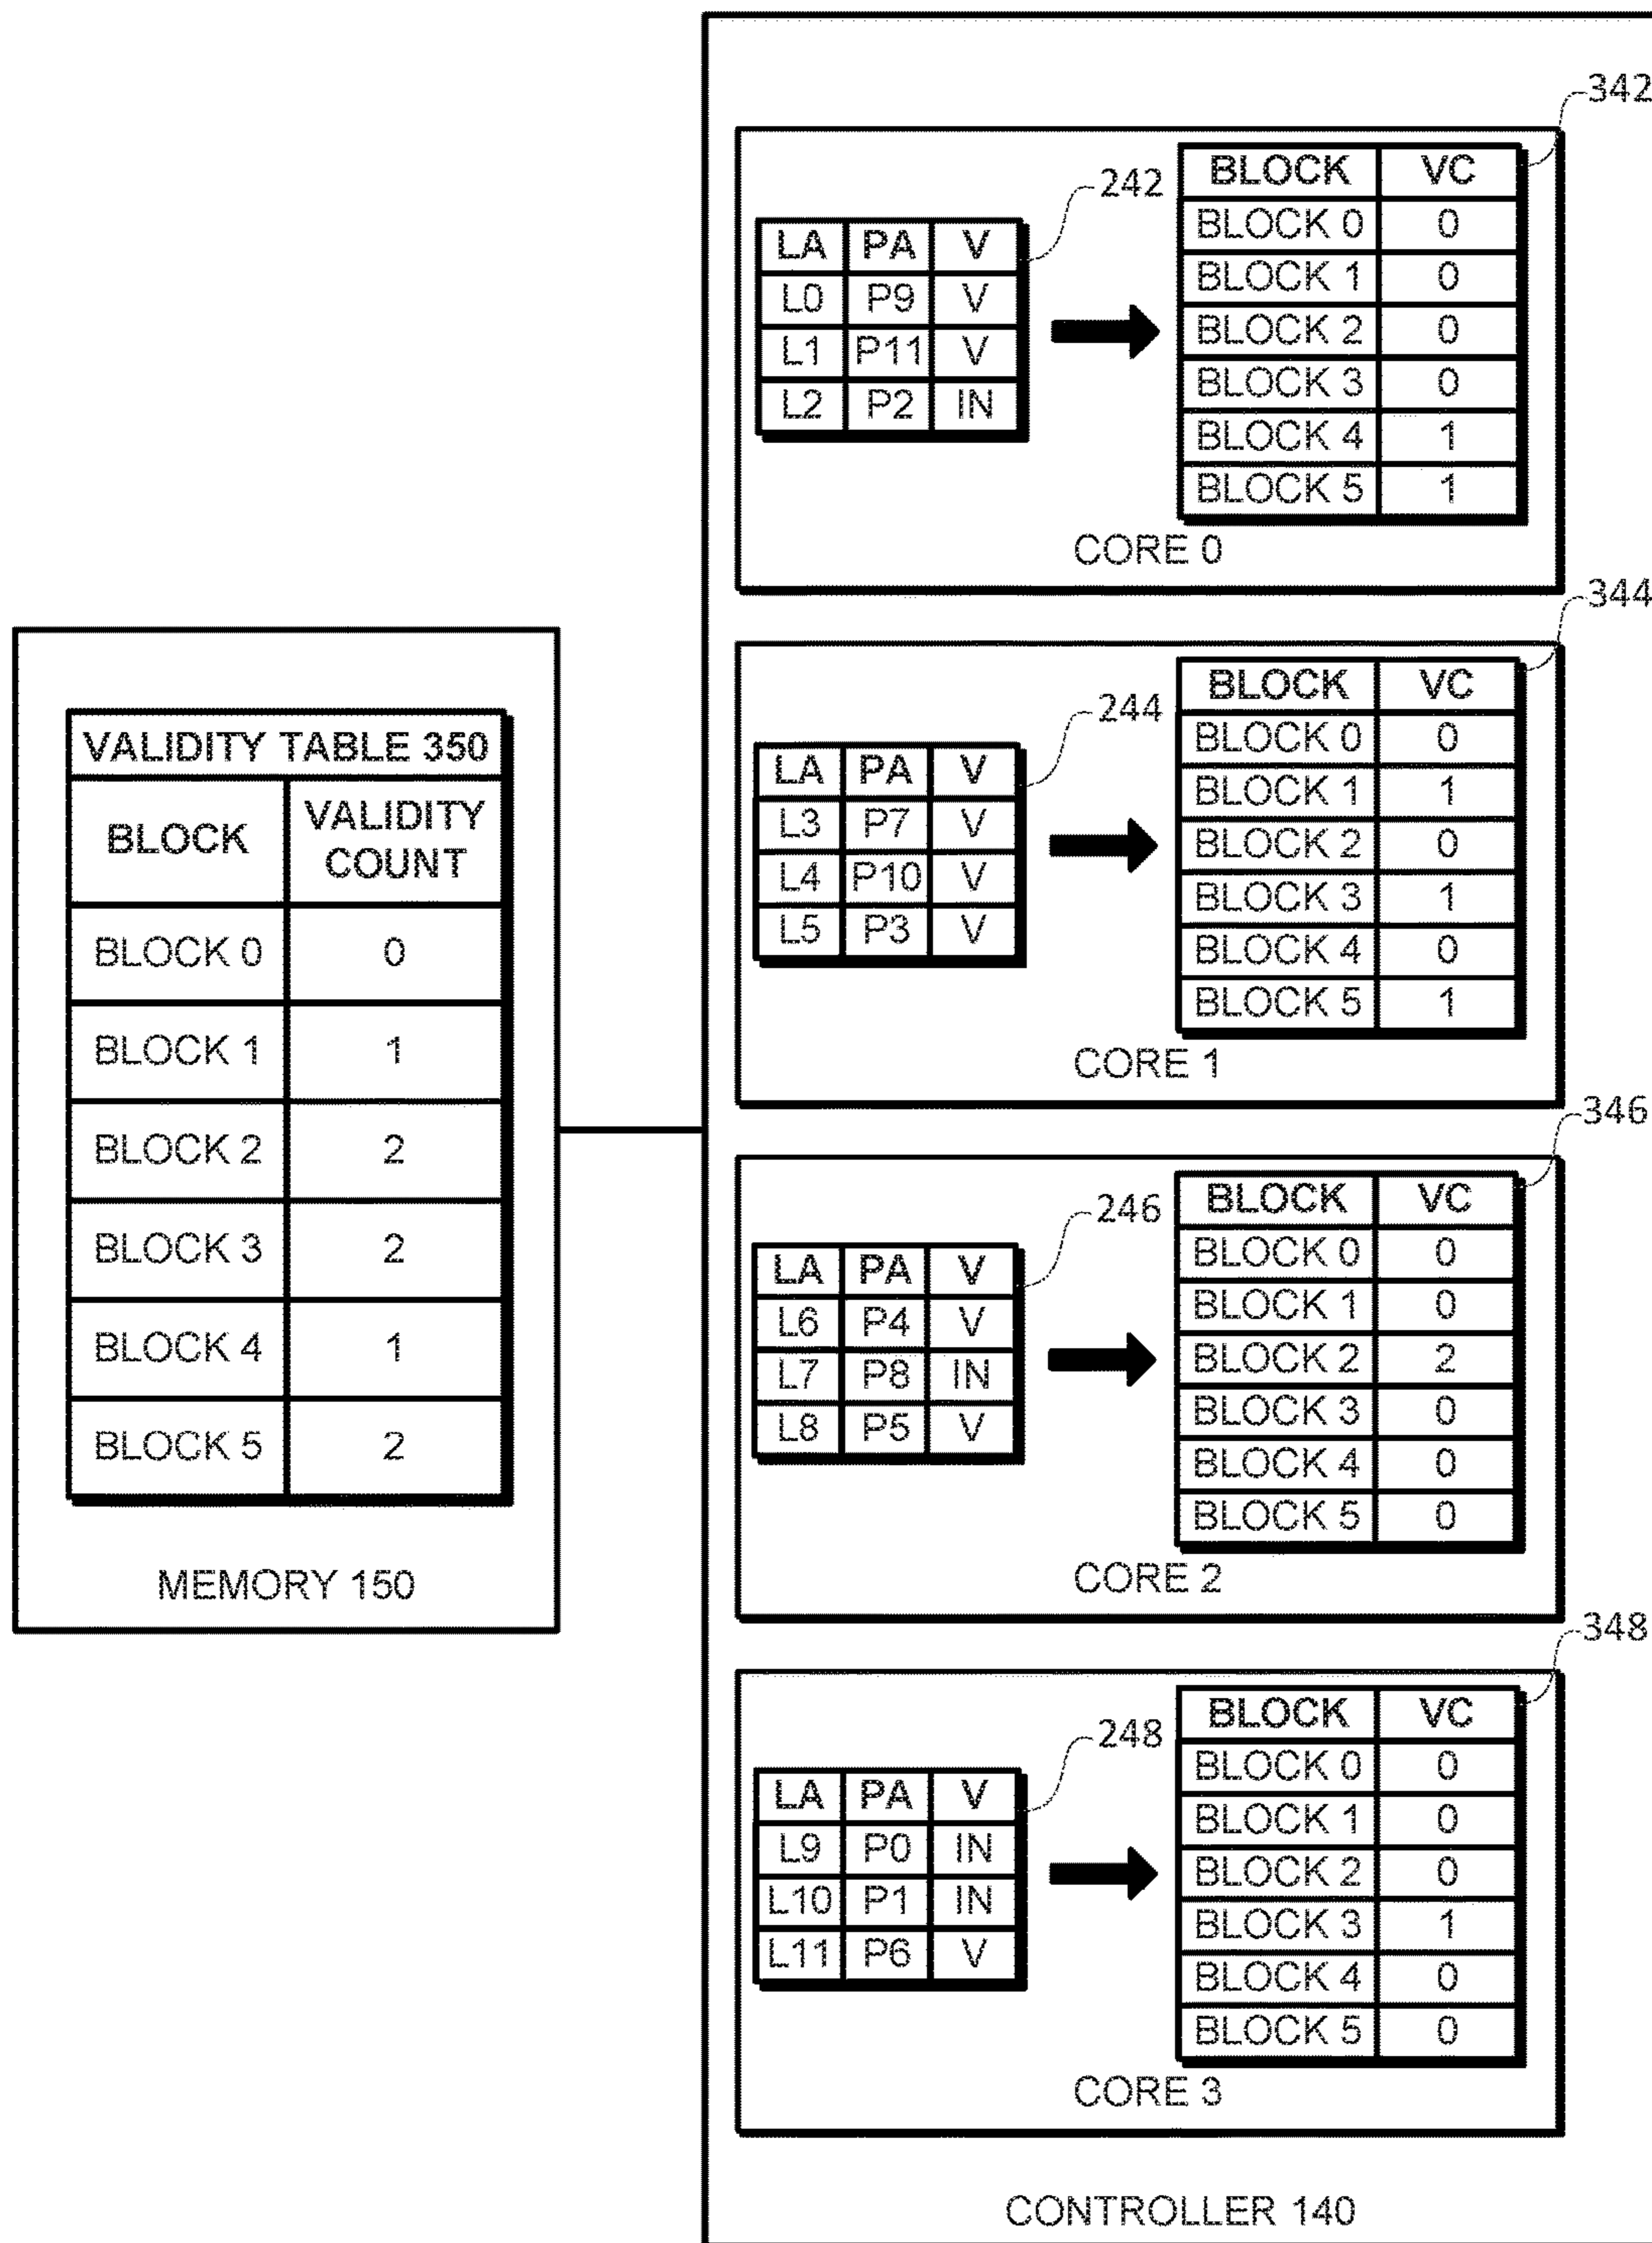 VALIDITY TABLE 350
BLOCK VALIDITY COUNT
BLOCK 0 0
BLOCK 1 1
BLOCK 2 2
BLOCK 3 2
BLOCK 4 1
BLOCK 5 2
MEMORY 150
342
242
LA PA V
L0 P9 V
L1 P11 V
L2 P2 IN
BLOCK VC
BLOCK 0 0
BLOCK 1 0
BLOCK 2 0
BLOCK 3 0
BLOCK 4 1
BLOCK 5 1
CORE 0
344
244
LA PA V
L3 P7 V
L4 P10 V
L5 P3 V
BLOCK VC
BLOCK 0 0
BLOCK 1 1
BLOCK 2 0
BLOCK 3 1
BLOCK 4 0
BLOCK 5 1
CORE 1
346
246
LA PA V
L6 P4 V
L7 P8 IN
L8 P5 V
BLOCK VC
BLOCK 0 0
BLOCK 1 0
BLOCK 2 2
BLOCK 3 0
BLOCK 4 0
BLOCK 5 0
CORE 2
348
248
LA PA V
L9 P0 IN
L10 P1 IN
L11 P6 V
BLOCK VC
BLOCK 0 0
BLOCK 1 0
BLOCK 2 0
BLOCK 3 1
BLOCK 4 0
BLOCK 5 0
CORE 3
CONTROLLER 140